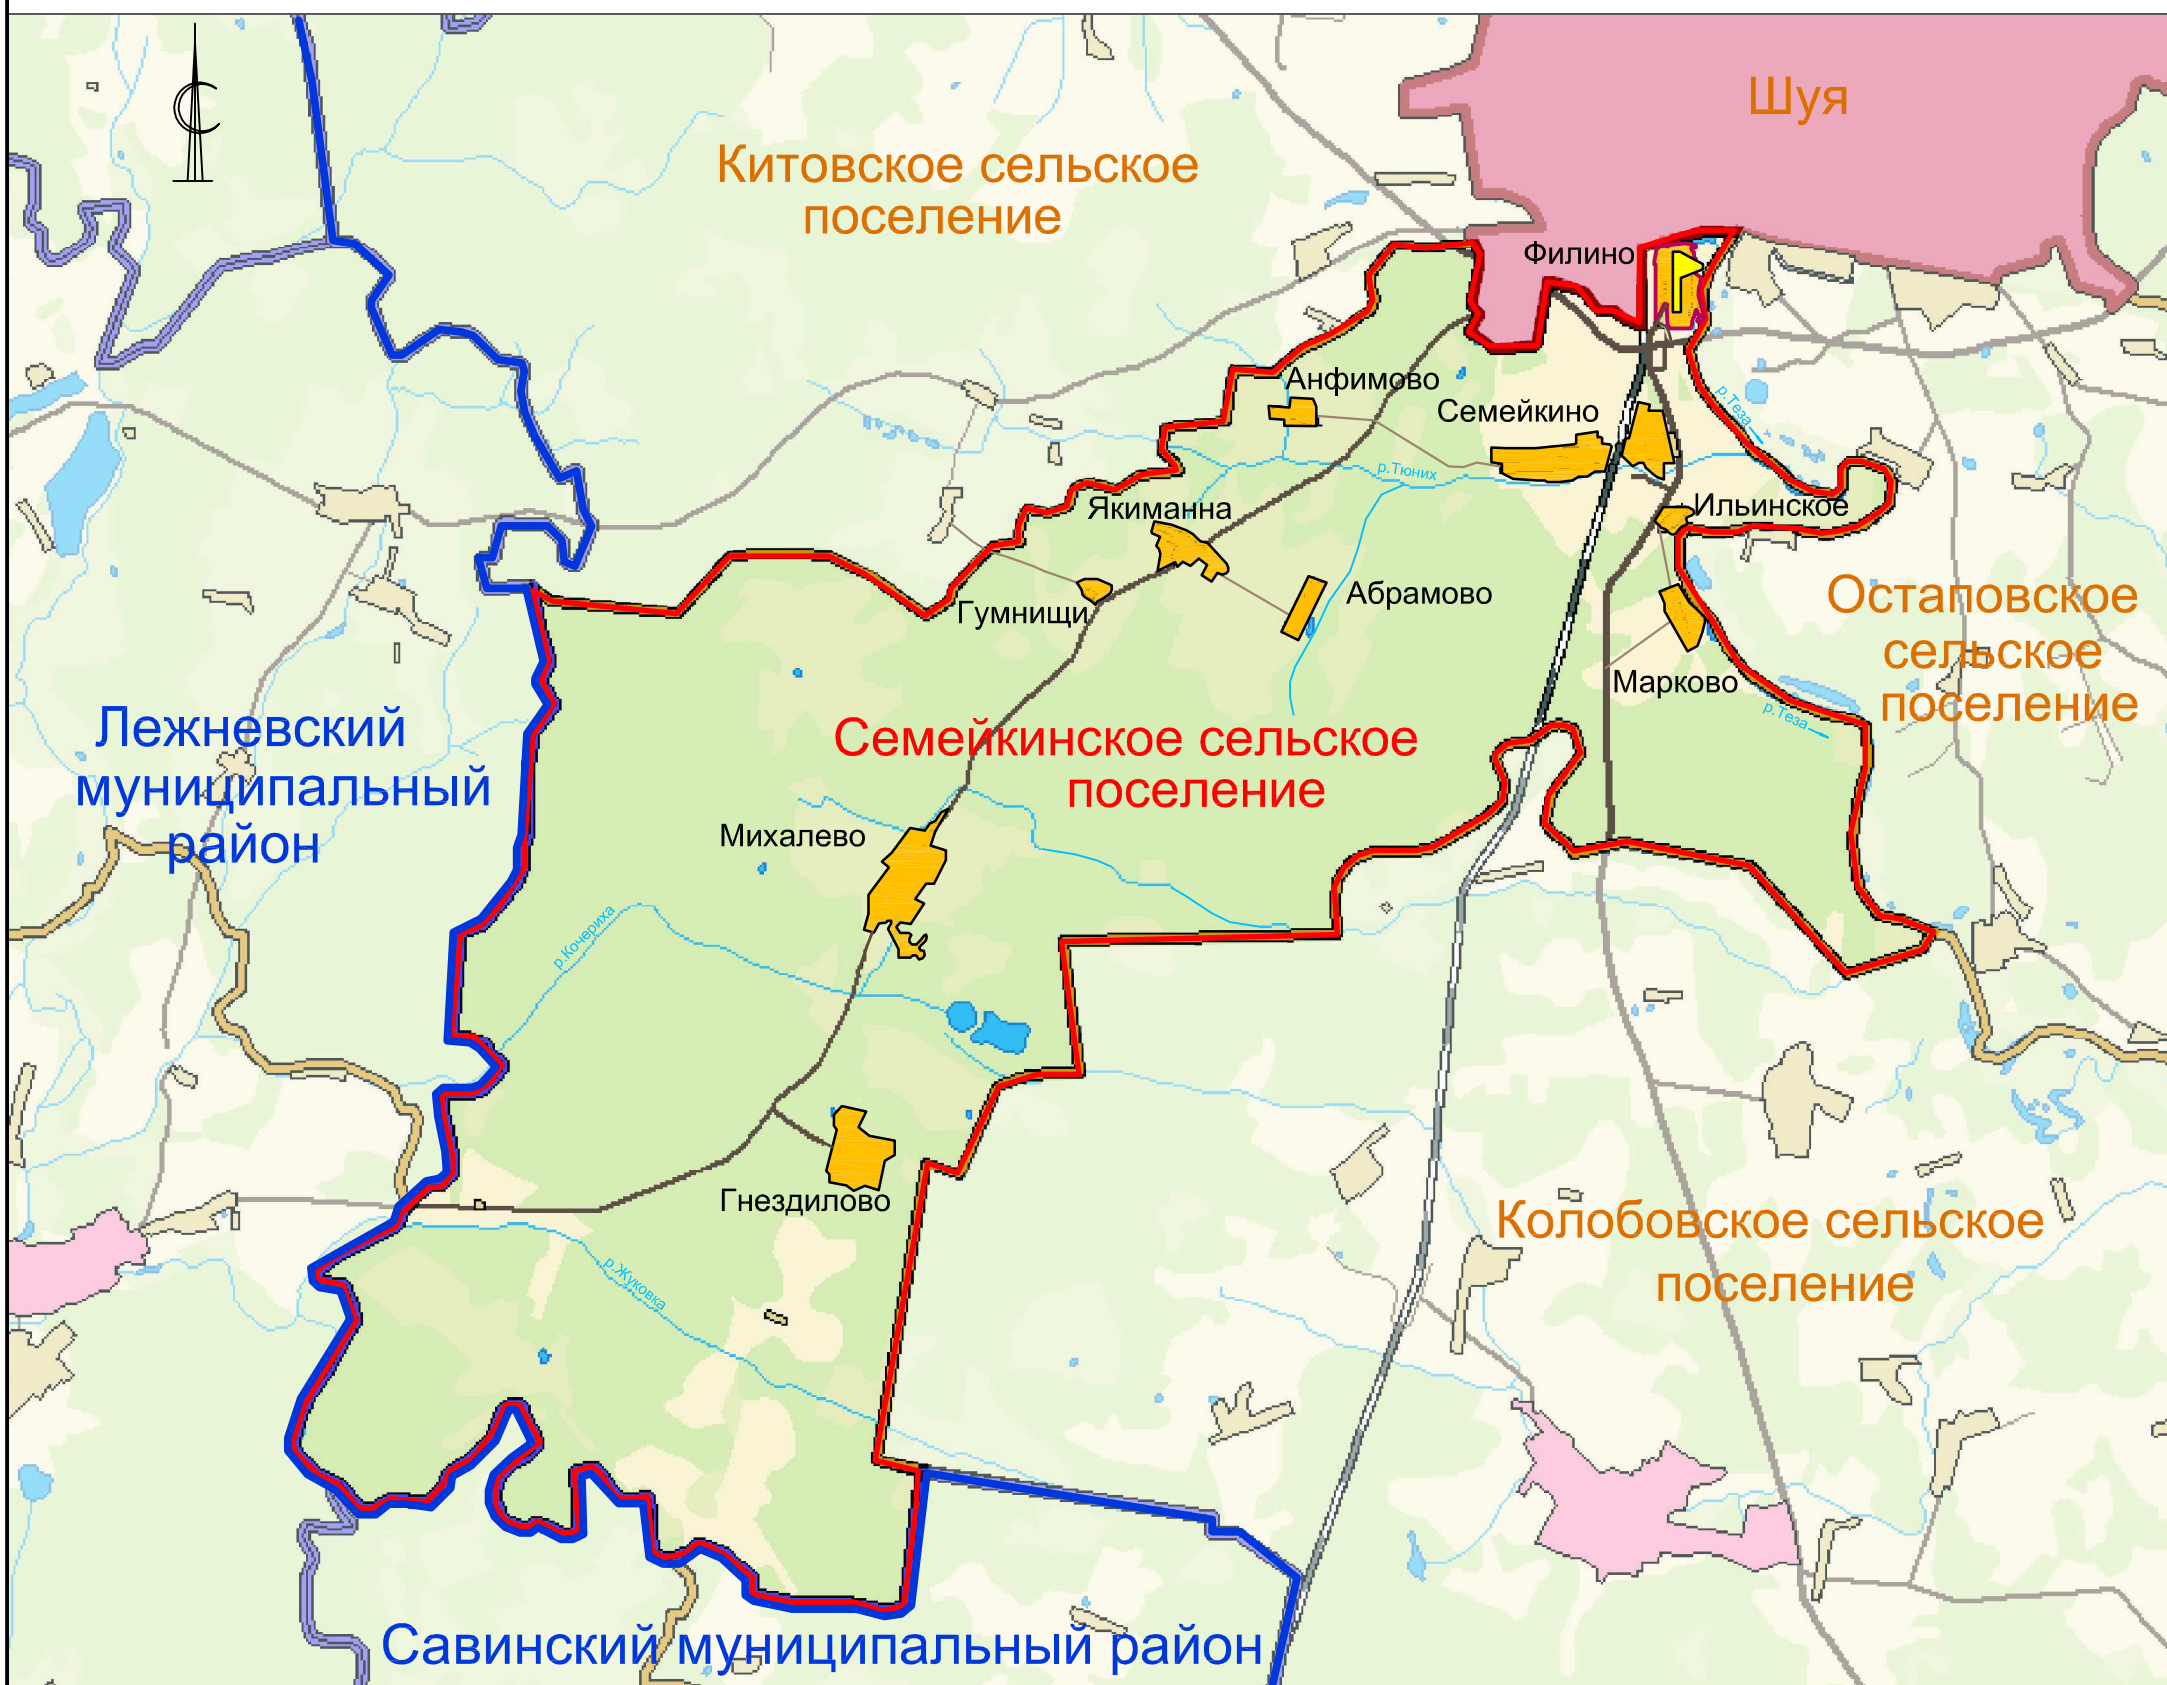 С
Шуя
Китовское сельское
поселение
Филино
Анфимово
Семейкино
р.Теза
р.Тюних
Якиманна
Ильинское
Гумнищи
Абрамово
Остаповское
сельское
поселение
Марково
р.Теза
Лежневский
муниципальный
район
Семейкинское сельское
поселение
Михалево
р.Кочериха
Гнездилово
р.Жуковка
Колобовское сельское
поселение
Савинский муниципальный район